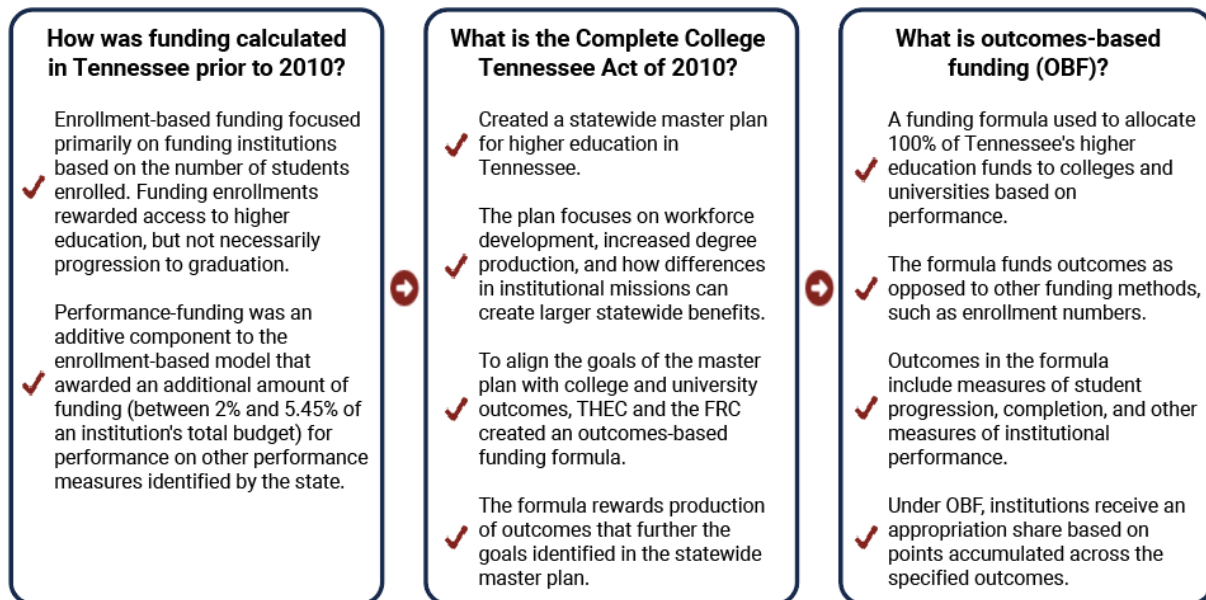 How was funding calculated
in Tennessee prior to 2010?
Enrollment-based funding focused
primarily on funding institutions
based on the number of students
enrolled. Funding enrollments
rewarded access to higher
education, but not necessarily
progression to graduation.
Performance-funding was an
additive component to the
enrollment-based model that
awarded an additional amount of
funding (between 2% and 5.45% of
an institution's total budget) for
performance on other performance
measures identified by the state.
What is the Complete College
Tennessee Act of 2010?
Created a statewide master plan
for higher education in
Tennessee.
The plan focuses on workforce
development, increased degree
production, and how differences
in institutional missions can
create larger statewide benefits.
To align the goals of the master
plan with college and university
outcomes, THEC and the FRC
created an outcomes-based
funding formula.
The formula rewards production
of outcomes that further the
goals identified in the statewide
master plan.
What is outcomes-based
funding (OBF)?
A funding formula used to allocate
100% of Tennessee's higher
education funds to colleges and
universities based on
performance.
The formula funds outcomes as
opposed to other funding methods,
such as enrollment numbers.
Outcomes in the formula
include measures of student
progression, completion, and other
measures of institutional
performance.
Under OBF, institutions receive an
appropriation share based on
points accumulated across the
specified outcomes.